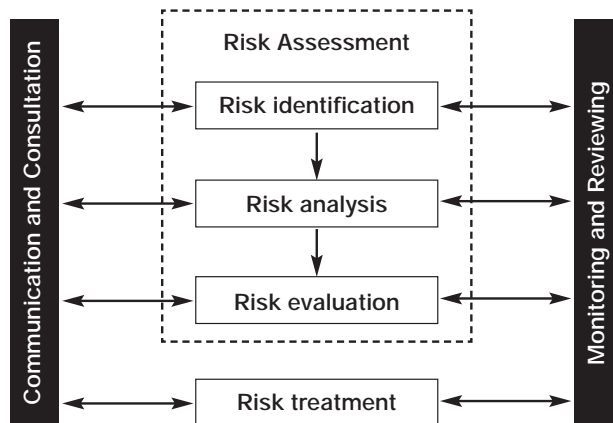 Communication and Consultation
Risk Assessment
Risk identification
Risk analysis
Risk evaluation
Risk treatment
Monitoring and Reviewing